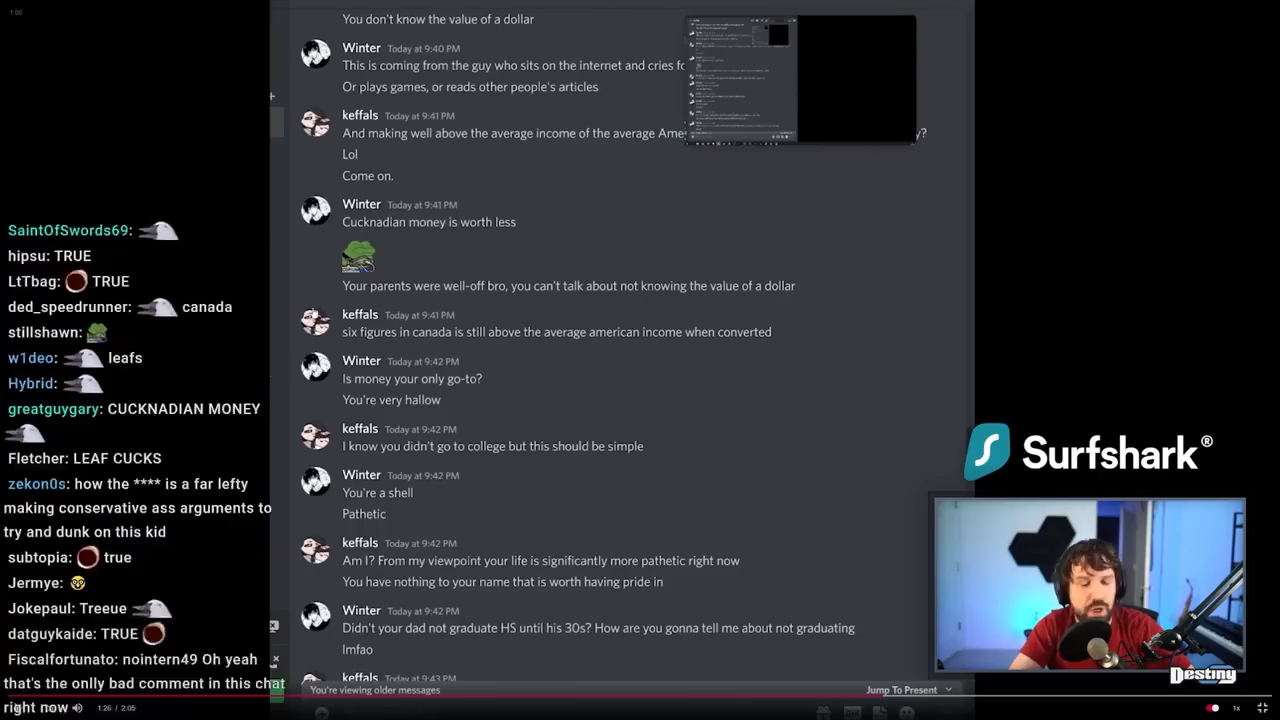 1:00
You don't know the value of a dollar
Winter Today at 9:40 PM
This is coming from the guy who sits on the internet and cries fo
Or plays games, or reads other people's articles
keffals Today at 9:41 PM
And making well above the average income of the average Ame
y?
Lol
Come on.
Winter Today at 9:41 PM
Cucknadian money is worth less
Your parents were well-off bro, you can't talk about not knowing the value of a dollar
keffals Today at 9:41 PM
six figures in canada is still above the average american income when converted
Winter Today at 9:42 PM
Is money your only go-to?
You're very hallow
keffals Today at 9:42 PM
I know you didn't go to college but this should be simple
Winter Today at 9:42 PM
You're a shell
Pathetic
keffals Today at 9:42 PM
Am I? From my viewpoint your life is significantly more pathetic right now
You have nothing to your name that is worth having pride in
Winter Today at 9:42 PM
Didn't your dad not graduate HS until his 30s? How are you gonna tell me about not graduating
lmfao
keffals Today at 9:43 PM
You're viewing older messages
Jump To Present
SaintOfSwords69:
hipsu: TRUE
LtTbag: TRUE
ded_speedrunner: canada
stillshawn:
w1deo: leafs
Hybrid:
greatguygary: CUCKNADIAN MONEY
Fletcher: LEAF CUCKS
zekon0s: how the **** is a far lefty
making conservative ass arguments to
try and dunk on this kid
subtopia: true
Jermye:
Jokepaul: Treeue
datguykaide: TRUE
Fiscalfortunato: nointern49 Oh yeah
that's the onlly bad comment in this chat
right now
Surfshark®
Destiny
1:26 / 2:05
1x